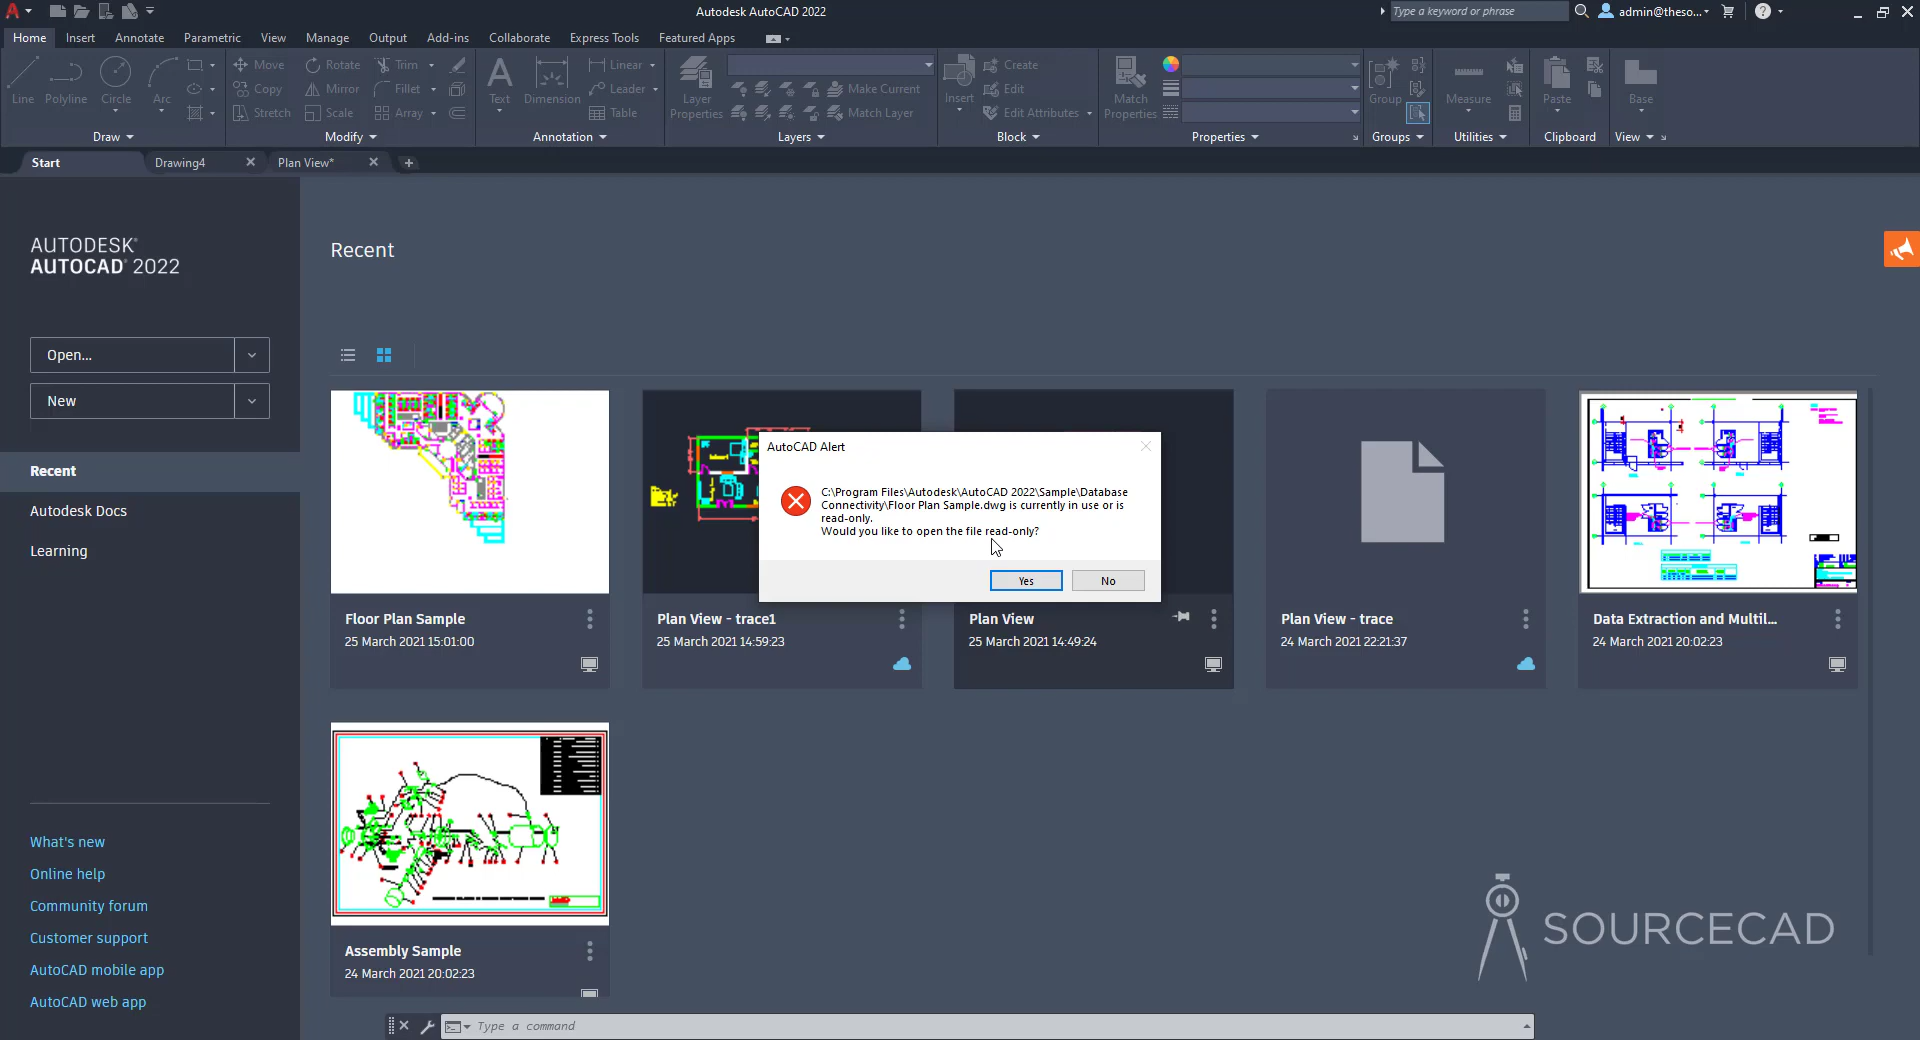 Autodesk AutoCAD 2022
Type a keyword or phrase
admin@theso...
Home Insert Annotate Parametric View Manage Output Add-ins Collaborate Express Tools Featured Apps
Line Polyline Circle Arc
Move Rotate Trim
Copy Mirror Fillet
Stretch Scale Array
Text Dimension
Linear
Leader
Table
Layer Properties
Make Current
Match Layer
Insert
Create
Edit
Edit Attributes
Match Properties
Group
Measure
Paste
Base
Draw Modify Annotation Layers Block Properties Groups Utilities Clipboard View
Start Drawing4 Plan View*
AUTODESK®
AUTOCAD® 2022
Open...
New
Recent
Autodesk Docs
Learning
What's new
Online help
Community forum
Customer support
AutoCAD mobile app
AutoCAD web app
Recent
AutoCAD Alert
C:\Program Files\Autodesk\AutoCAD 2022\Sample\Database
Connectivity\Floor Plan Sample.dwg is currently in use or is
read-only.
Would you like to open the file read-only?
Yes No
Floor Plan Sample
25 March 2021 15:01:00
Plan View - trace1
25 March 2021 14:59:23
Plan View
25 March 2021 14:49:24
Plan View - trace
24 March 2021 22:21:37
Data Extraction and Multil...
24 March 2021 20:02:23
Assembly Sample
24 March 2021 20:02:23
SOURCECAD
Type a command